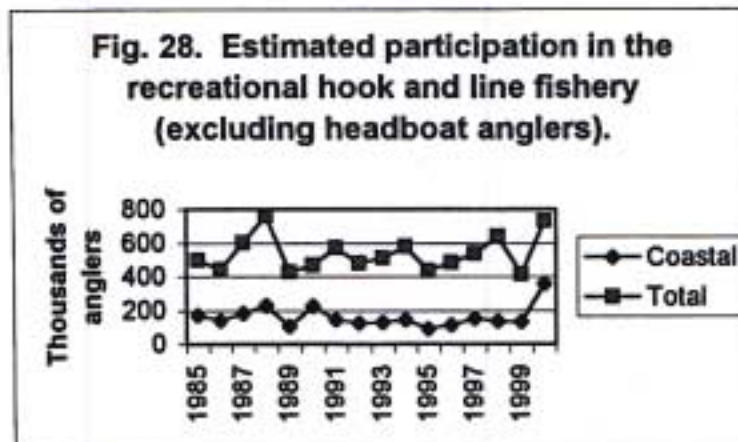 Fig. 28. Estimated participation in the
recreational hook and line fishery
(excluding headboat anglers).
Thousands of
anglers
800
600
400
200
0
1985
1987
1989
1991
1993
1995
1997
1999
Coastal
Total